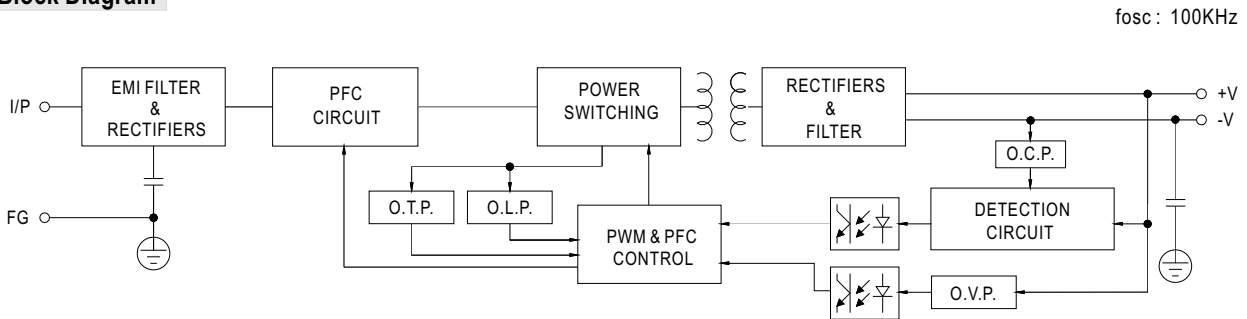 Block Diagram
fosc : 100KHz
I/P
EMI FILTER
&
RECTIFIERS
PFC
CIRCUIT
POWER
SWITCHING
RECTIFIERS
&
FILTER
+V
-V
O.C.P.
FG
O.T.P.
O.L.P.
PWM & PFC
CONTROL
DETECTION
CIRCUIT
O.V.P.